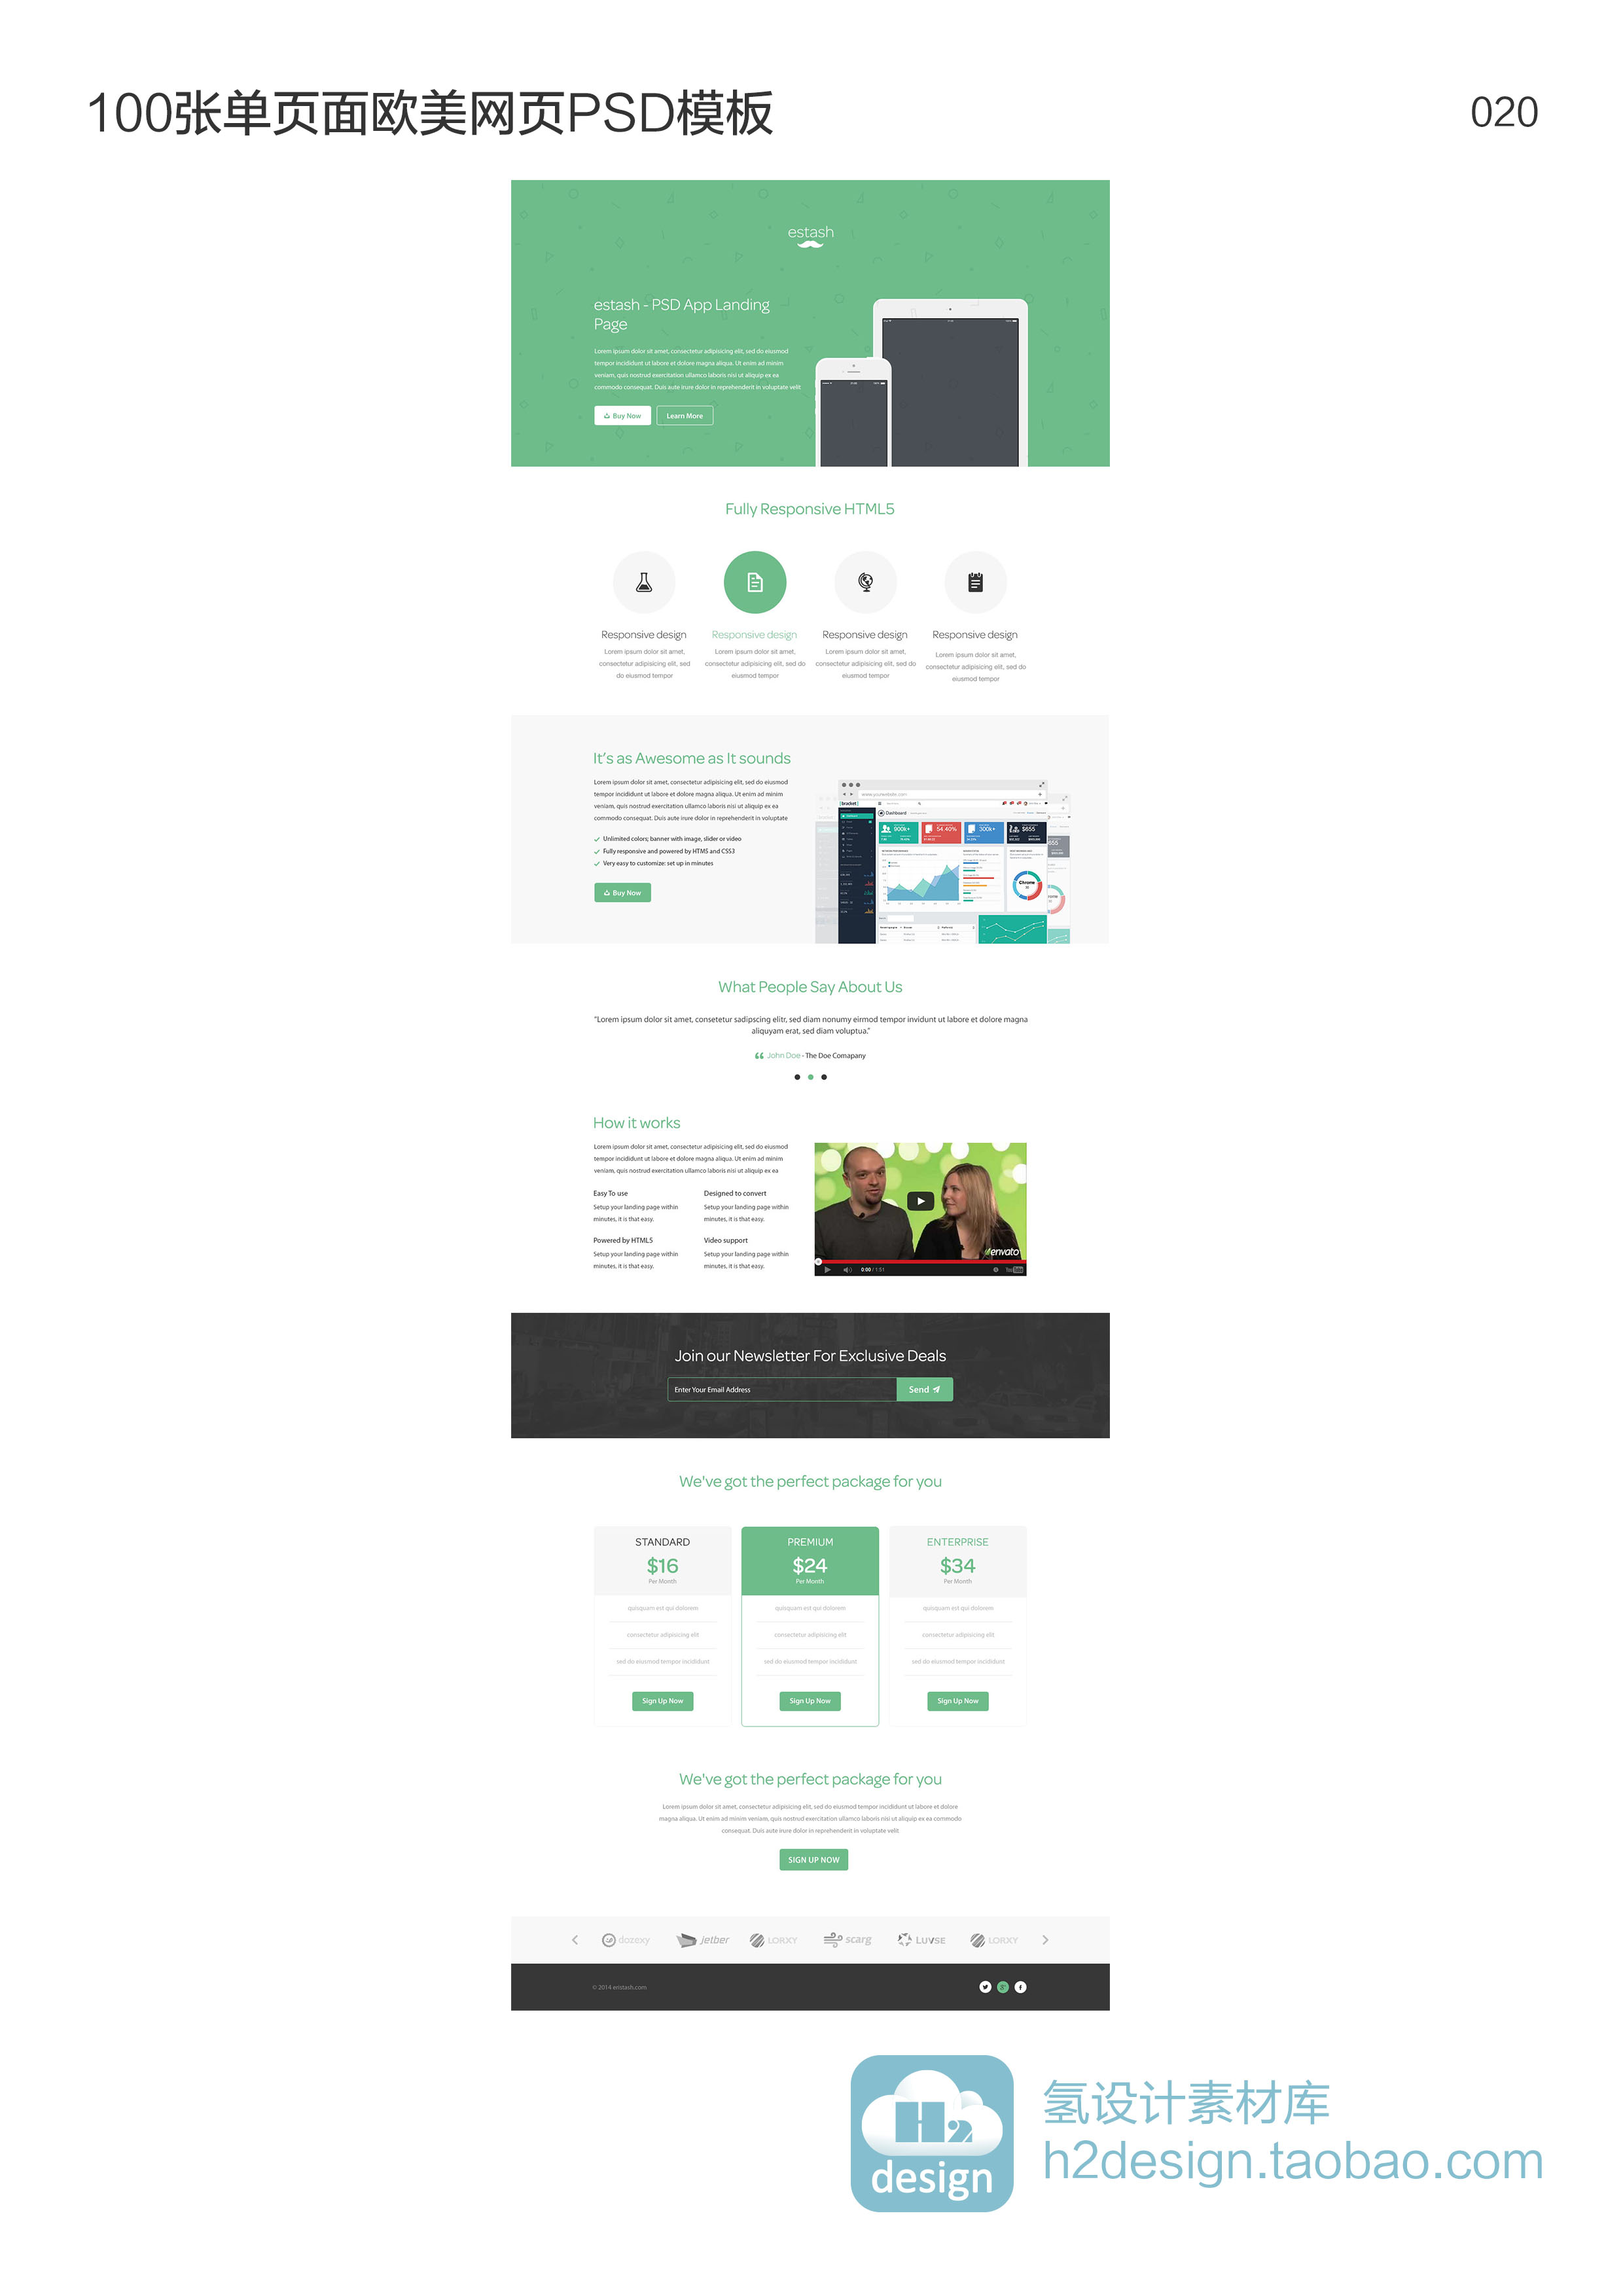 100张单页面欧美网页PSD模板
020
estash
estash - PSD App Landing
Page
Lorem ipsum dolor sit amet, consectetur adipisicing elit, sed do eiusmod
tempor incididunt ut labore et dolore magna aliqua. Ut enim ad minim
veniam, quis nostrud exercitation ullamco laboris nisi ut aliquip ex ea
commodo consequat. Duis aute irure dolor in reprehenderit in voluptate velit
Buy Now
Learn More
Fully Responsive HTML5
Responsive design
Lorem ipsum dolor sit amet,
consectetur adipisicing elit, sed
do eiusmod tempor
Responsive design
Lorem ipsum dolor sit amet,
consectetur adipisicing elit, sed do
eiusmod tempor
Responsive design
Lorem ipsum dolor sit amet,
consectetur adipisicing elit, sed do
eiusmod tempor
Responsive design
Lorem ipsum dolor sit amet,
consectetur adipisicing elit, sed do
eiusmod tempor
It's as Awesome as It sounds
Lorem ipsum dolor sit amet, consectetur adipisicing elit, sed do eiusmod
tempor incididunt ut labore et dolore magna aliqua. Ut enim ad minim
veniam, quis nostrud exercitation ullamco laboris nisi ut aliquip ex ea
commodo consequat. Duis aute irure dolor in reprehenderit in voluptate
Unlimited colors; banner with image, slider or video
Fully responsive and powered by HTM5 and CSS3
Very easy to customize: set up in minutes
Buy Now
www.yourwebsite.com
bracket
Dashboard
900k+
54.40%
300k+
$655
Chrome
What People Say About Us
"Lorem ipsum dolor sit amet, consetetur sadipscing elitr, sed diam nonumy eirmod tempor invidunt ut labore et dolore magna
aliquyam erat, sed diam voluptua."
John Doe - The Doe Comapany
How it works
Lorem ipsum dolor sit amet, consectetur adipisicing elit, sed do eiusmod
tempor incididunt ut labore et dolore magna aliqua. Ut enim ad minim
veniam, quis nostrud exercitation ullamco laboris nisi ut aliquip ex ea
Easy To use
Setup your landing page within
minutes, it is that easy.
Designed to convert
Setup your landing page within
minutes, it is that easy.
Powered by HTML5
Setup your landing page within
minutes, it is that easy.
Video support
Setup your landing page within
minutes, it is that easy.
envato
0:00 / 1:51
YouTube
Join our Newsletter For Exclusive Deals
Enter Your Email Address
Send
We've got the perfect package for you
STANDARD
$16
Per Month
quisquam est qui dolorem
consectetur adipisicing elit
sed do eiusmod tempor incididunt
Sign Up Now
PREMIUM
$24
Per Month
quisquam est qui dolorem
consectetur adipisicing elit
sed do eiusmod tempor incididunt
Sign Up Now
ENTERPRISE
$34
Per Month
quisquam est qui dolorem
consectetur adipisicing elit
sed do eiusmod tempor incididunt
Sign Up Now
We've got the perfect package for you
Lorem ipsum dolor sit amet, consectetur adipisicing elit, sed do eiusmod tempor incididunt ut labore et dolore
magna aliqua. Ut enim ad minim veniam, quis nostrud exercitation ullamco laboris nisi ut aliquip ex ea commodo
consequat. Duis aute irure dolor in reprehenderit in voluptate velit
SIGN UP NOW
dozexy
jetber
LORXY
scarg
LUVSE
LORXY
© 2014 enstash.com
H2
design
氢设计素材库
h2design.taobao.com